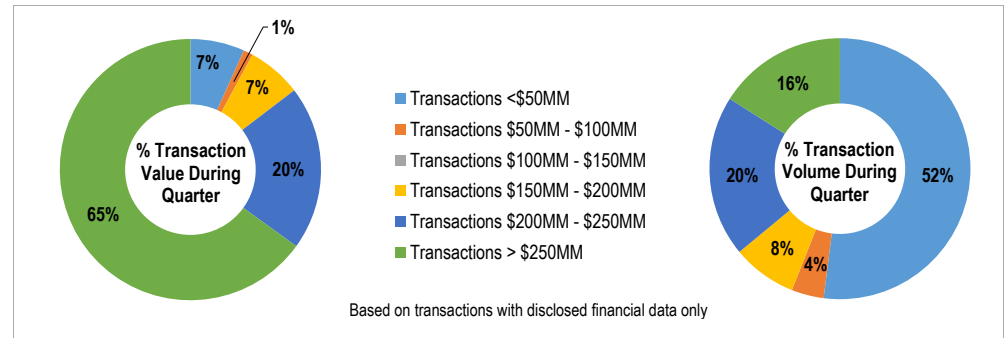 1%
7%
7%
20%
65%
% Transaction
Value During
Quarter
Transactions <$50MM
Transactions $50MM - $100MM
Transactions $100MM - $150MM
Transactions $150MM - $200MM
Transactions $200MM - $250MM
Transactions > $250MM
16%
52%
20%
8%
4%
% Transaction
Volume During
Quarter
Based on transactions with disclosed financial data only